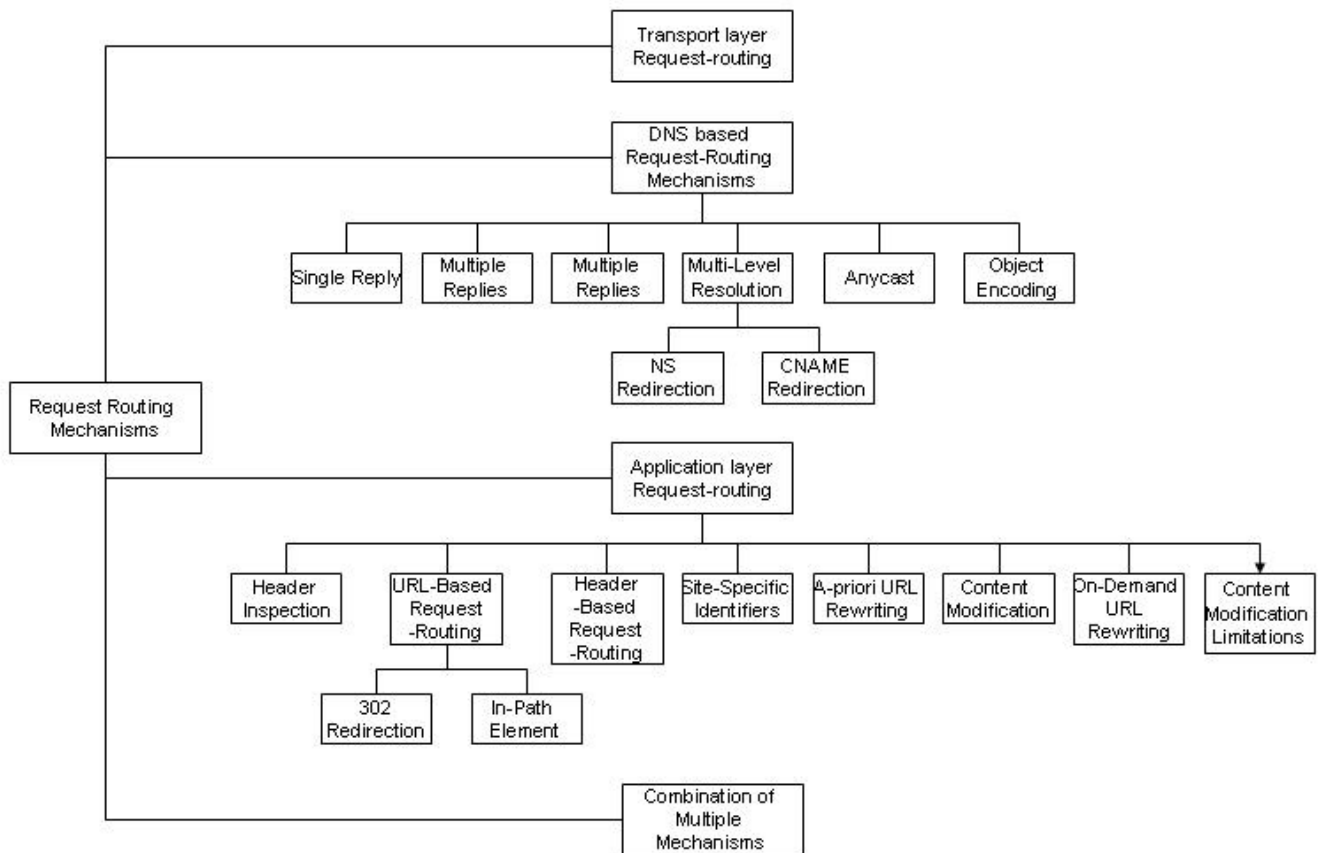 Transport layer
Request-routing
DNS based
Request-Routing
Mechanisms
Single Reply
Multiple
Replies
Multiple
Replies
Multi-Level
Resolution
Anycast
Object
Encoding
NS
Redirection
CNAME
Redirection
Request Routing
Mechanisms
Application layer
Request-routing
Header
Inspection
URL-Based
Request
-Routing
Header
-Based
Request
-Routing
Site-Specific
Identifiers
A-priori URL
Rewriting
Content
Modification
On-Demand
URL
Rewriting
Content
Modification
Limitations
302
Redirection
In-Path
Element
Combination of
Multiple
Mechanisms